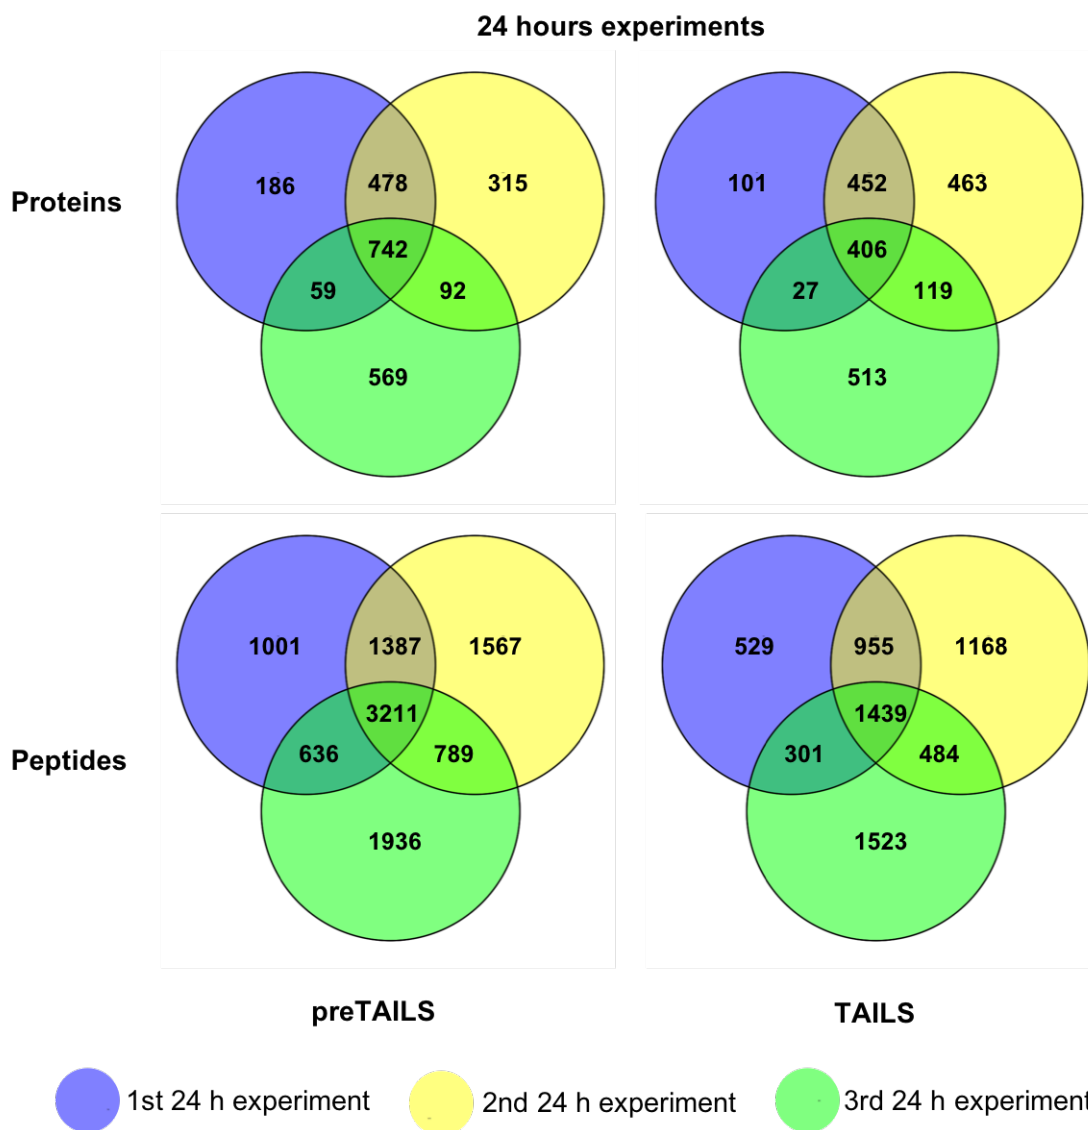 24 hours experiments
Proteins
186 478 315
742
59 92
569
101 452 463
406
27 119
513
Peptides
1001 1387 1567
3211
636 789
1936
529 955 1168
1439
301 484
1523
preTAILS TAILS
1st 24 h experiment 2nd 24 h experiment 3rd 24 h experiment